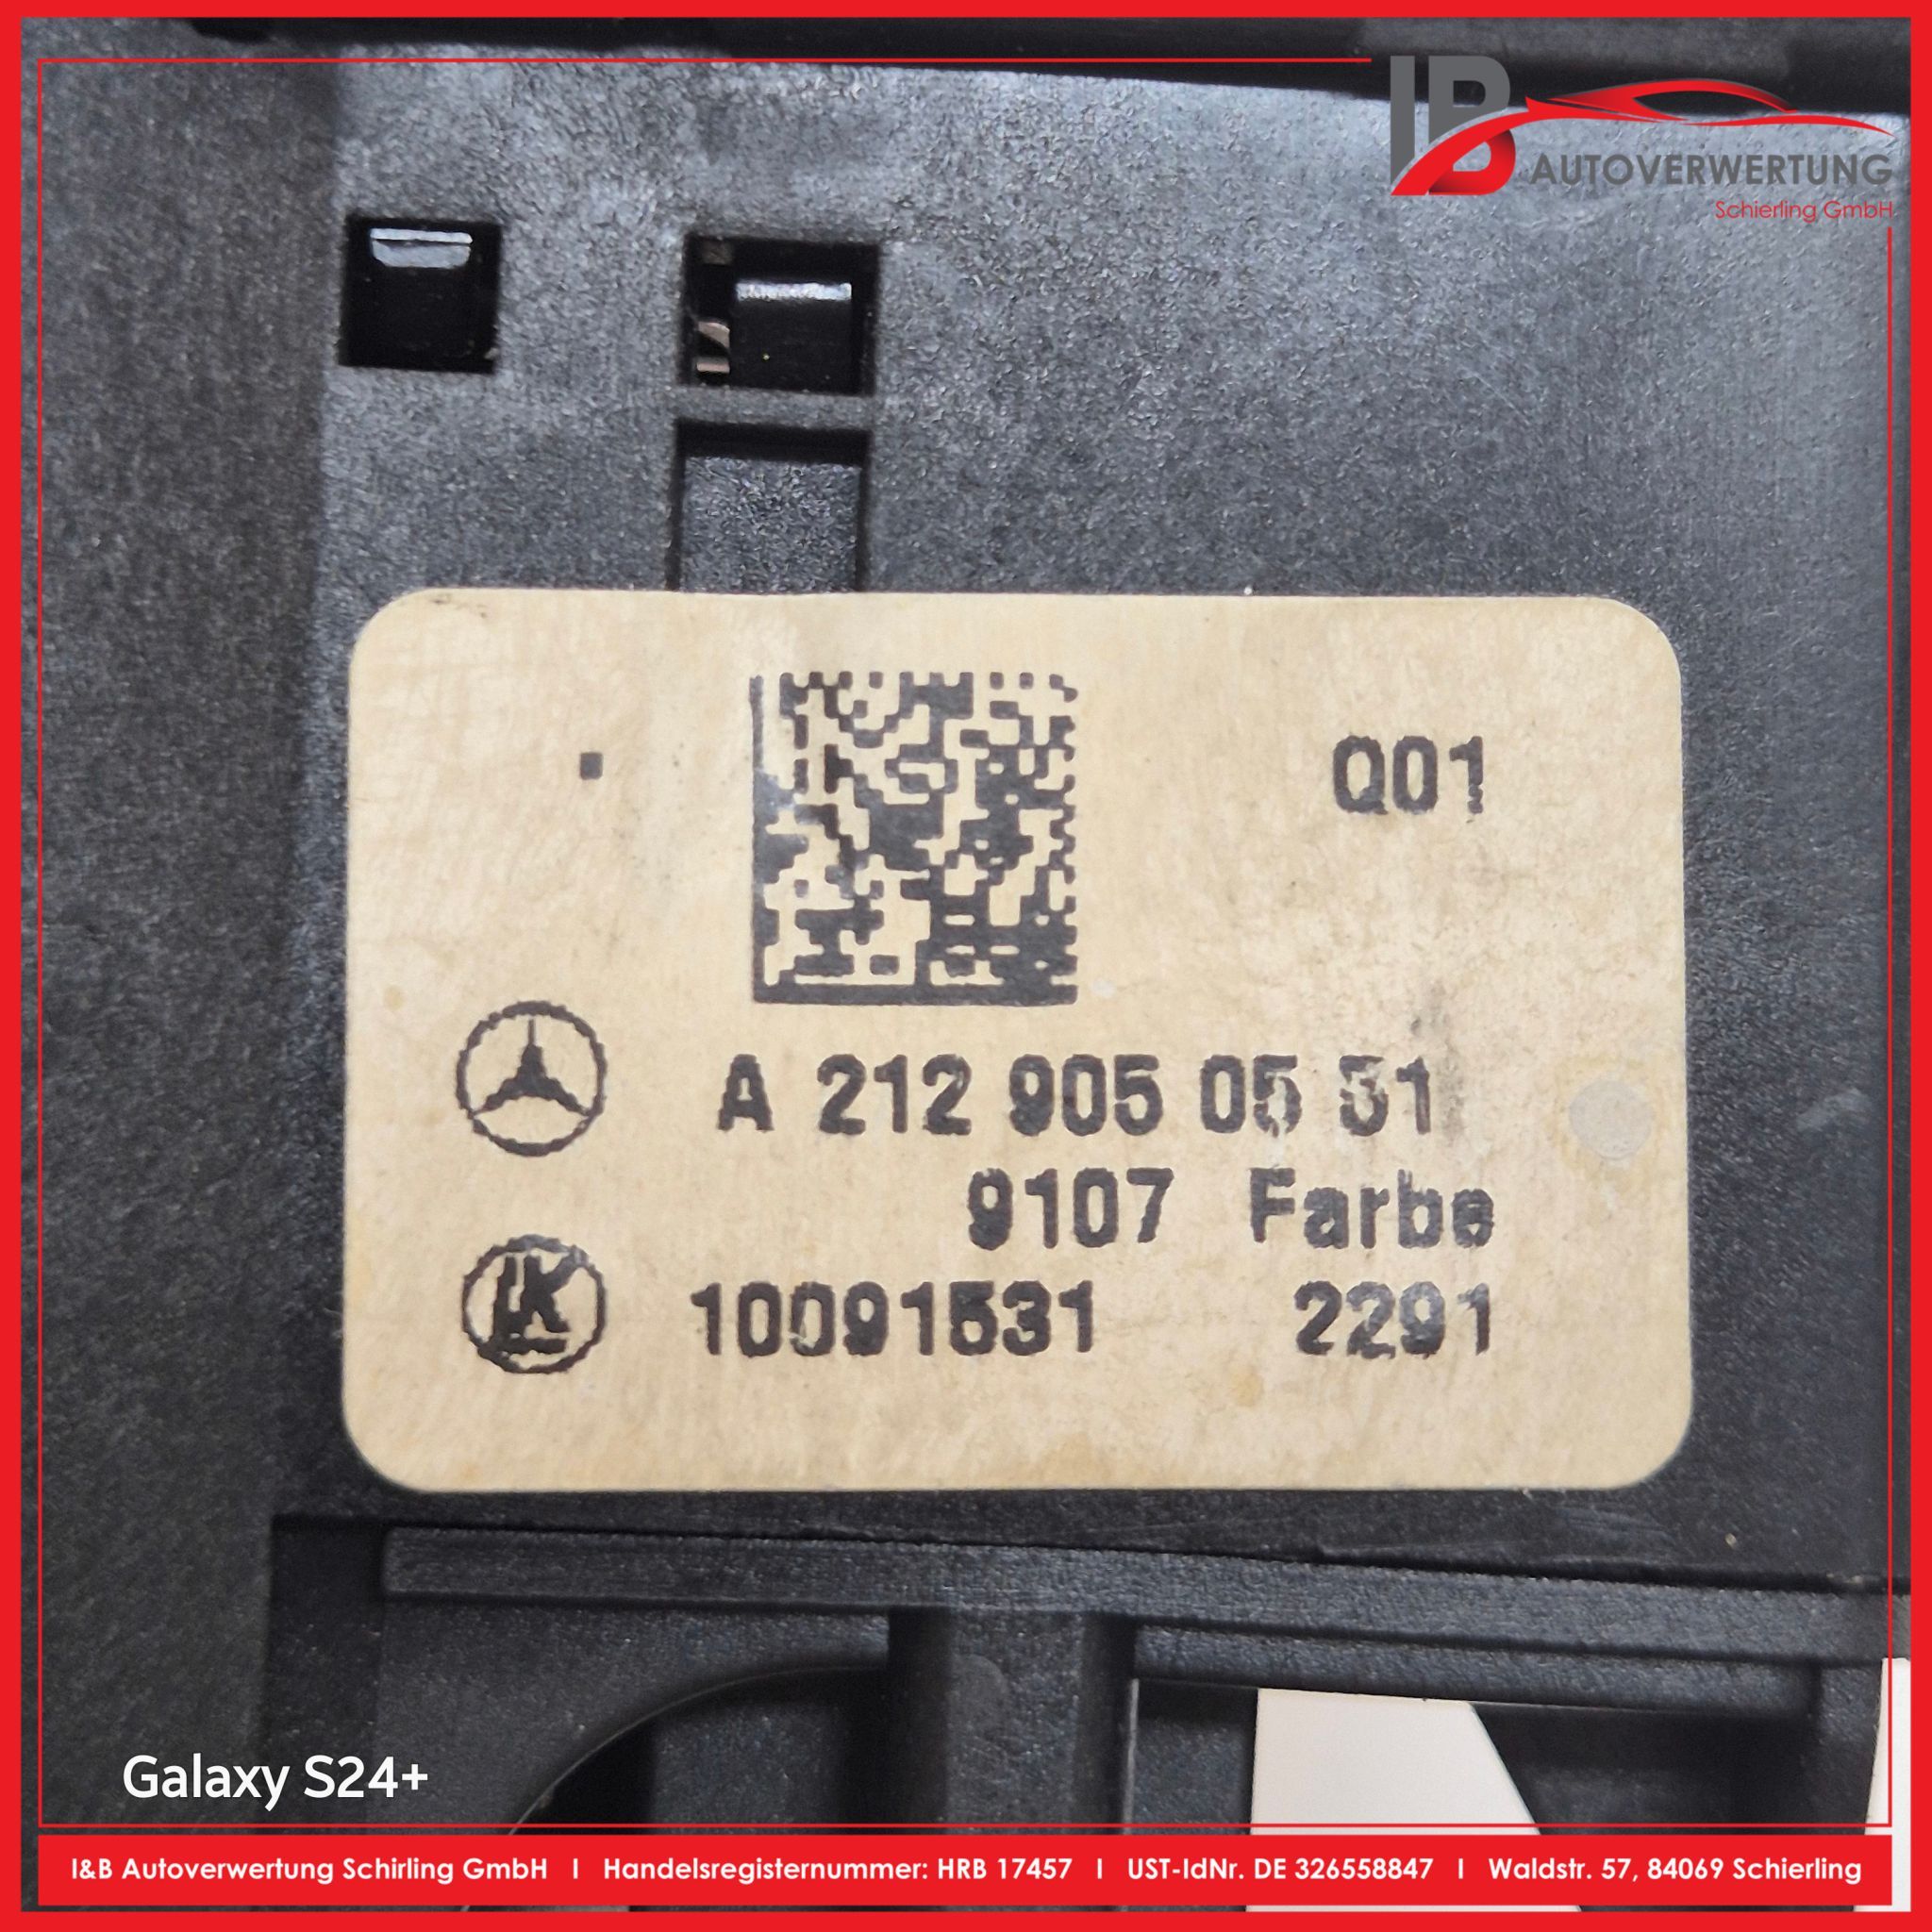 IB
AUTOVERWERTUNG
Schierling GmbH
Q01
A 212 905 05 51
9107 Farbe
LK
10091531 2291
Galaxy S24+
I&B Autoverwertung Schirling GmbH I Handelsregisternummer: HRB 17457 I UST-IdNr. DE 326558847 I Waldstr. 57, 84069 Schierling